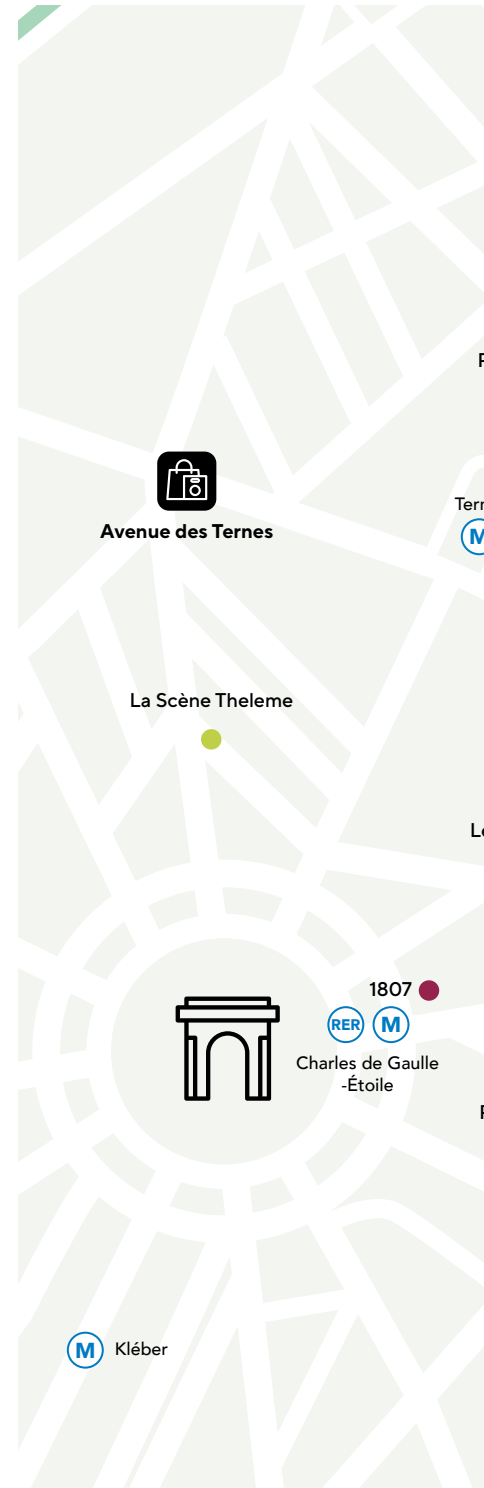 Avenue des Ternes
M
La Scène Theleme
1807
RER M
Charles de Gaulle
-Étoile
M Kléber